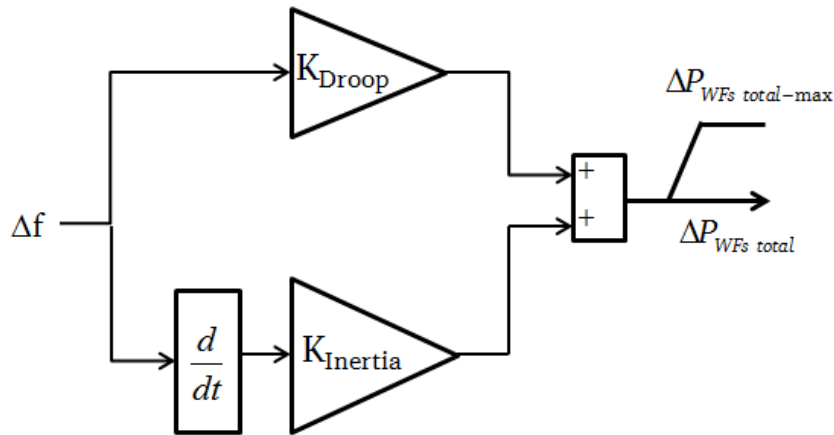 K_Droop
ΔP_WFs total−max
+
Δf
+
ΔP_WFs total
d
dt
K_Inertia